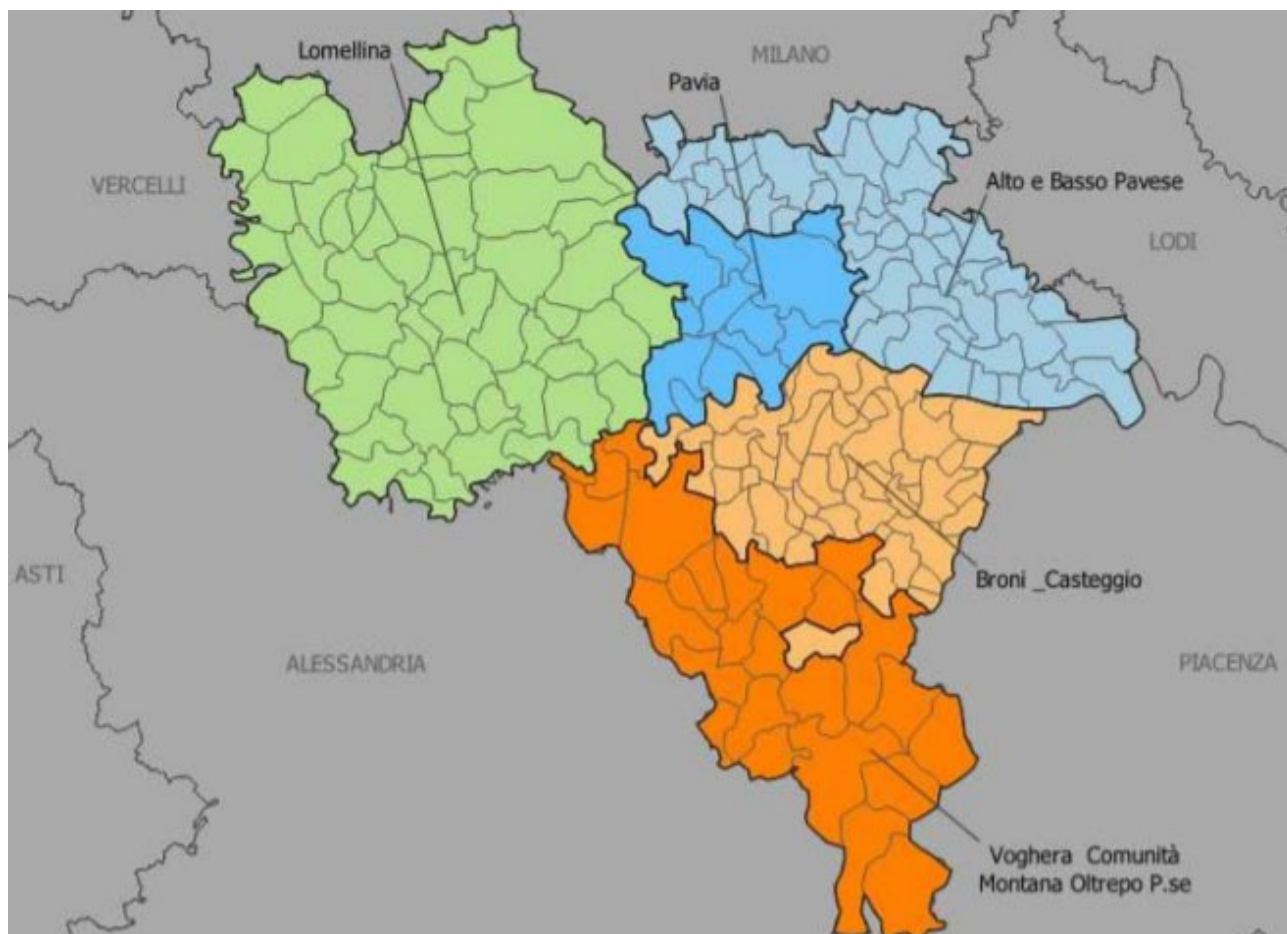 Lomellina
MILANO
Pavia
VERCELLI
Alto e Basso Pavese
LODI
ASTI
Broni _Casteggio
ALESSANDRIA
PIACENZA
Voghera Comunità
Montana Oltrepo P.se